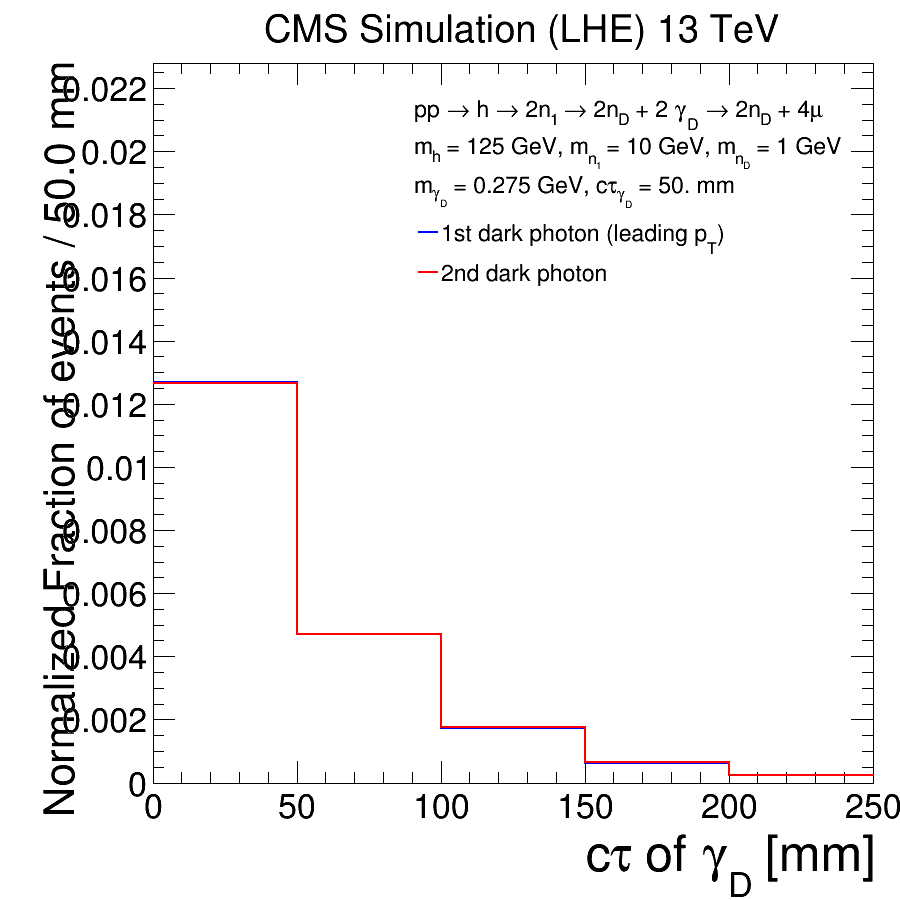 CMS Simulation (LHE) 13 TeV
Normalized Fraction of events / 50.0 mm
0.022
0.02
0.018
0.016
0.014
0.012
0.01
0.008
0.006
0.004
0.002
0
pp → h → 2n1 → 2nD + 2 γD → 2nD + 4μ
mh = 125 GeV, mn1 = 10 GeV, mnD = 1 GeV
mγD = 0.275 GeV, cτγD = 50. mm
1st dark photon (leading pT)
2nd dark photon
0 50 100 150 200 250
cτ of γD [mm]